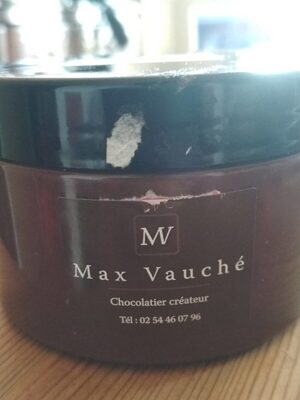 MV
Max Vauché
Chocolatier créateur
Tél : 02 54 46 07 96